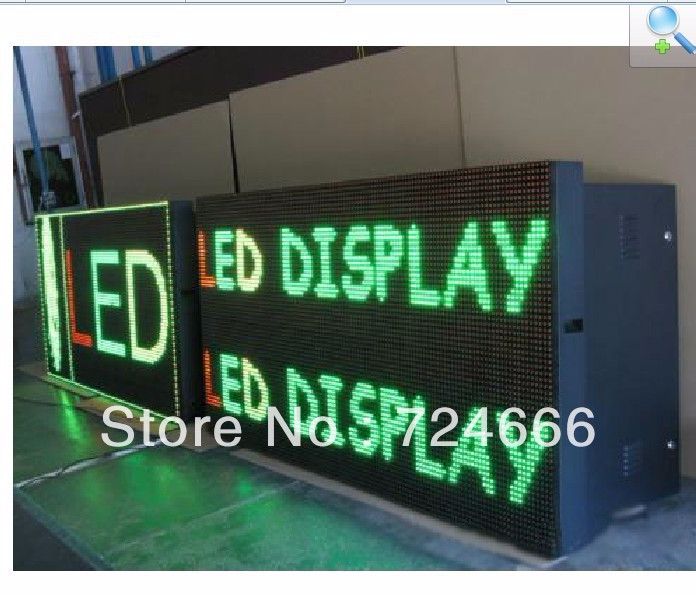 LED
LED DISPLAY
LED DISPLAY
Store No.: 724666